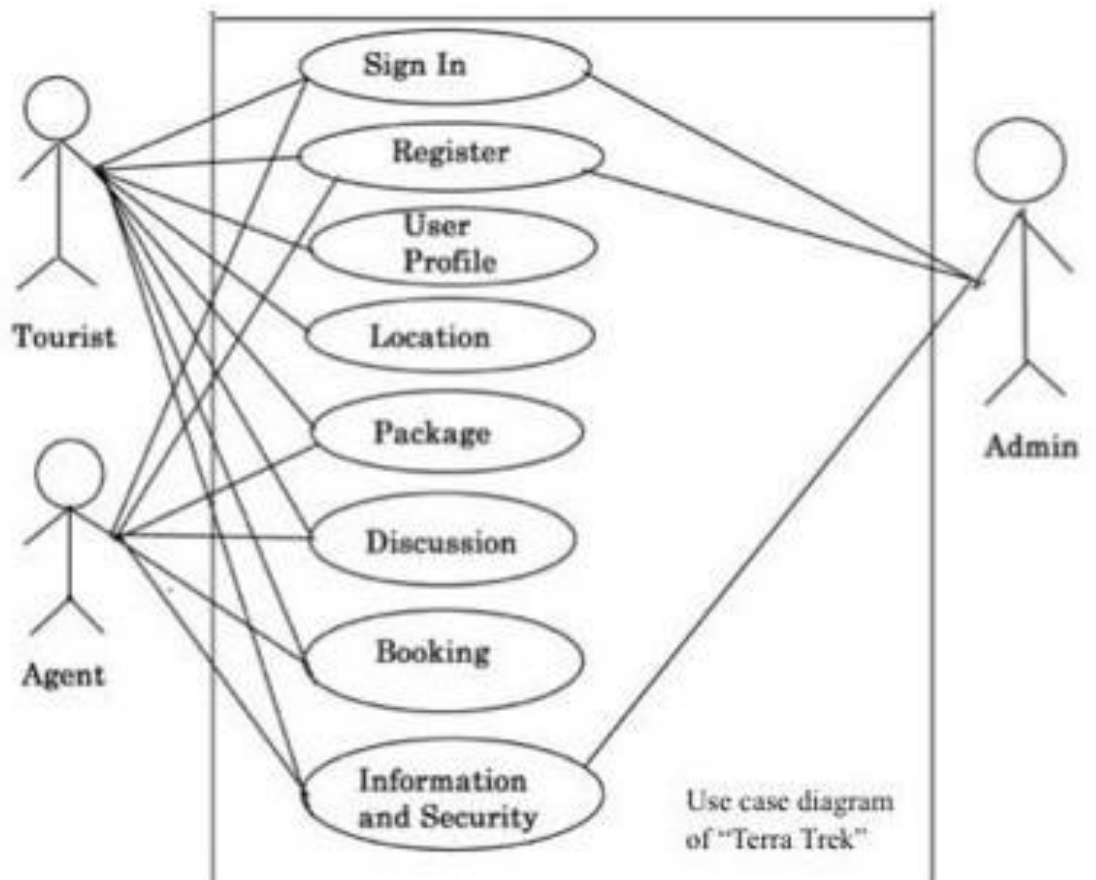 Sign In
Register
User
Profile
Location
Tourist
Package
Admin
Discussion
Booking
Agent
Information
and Security
Use case diagram
of “Terra Trek”